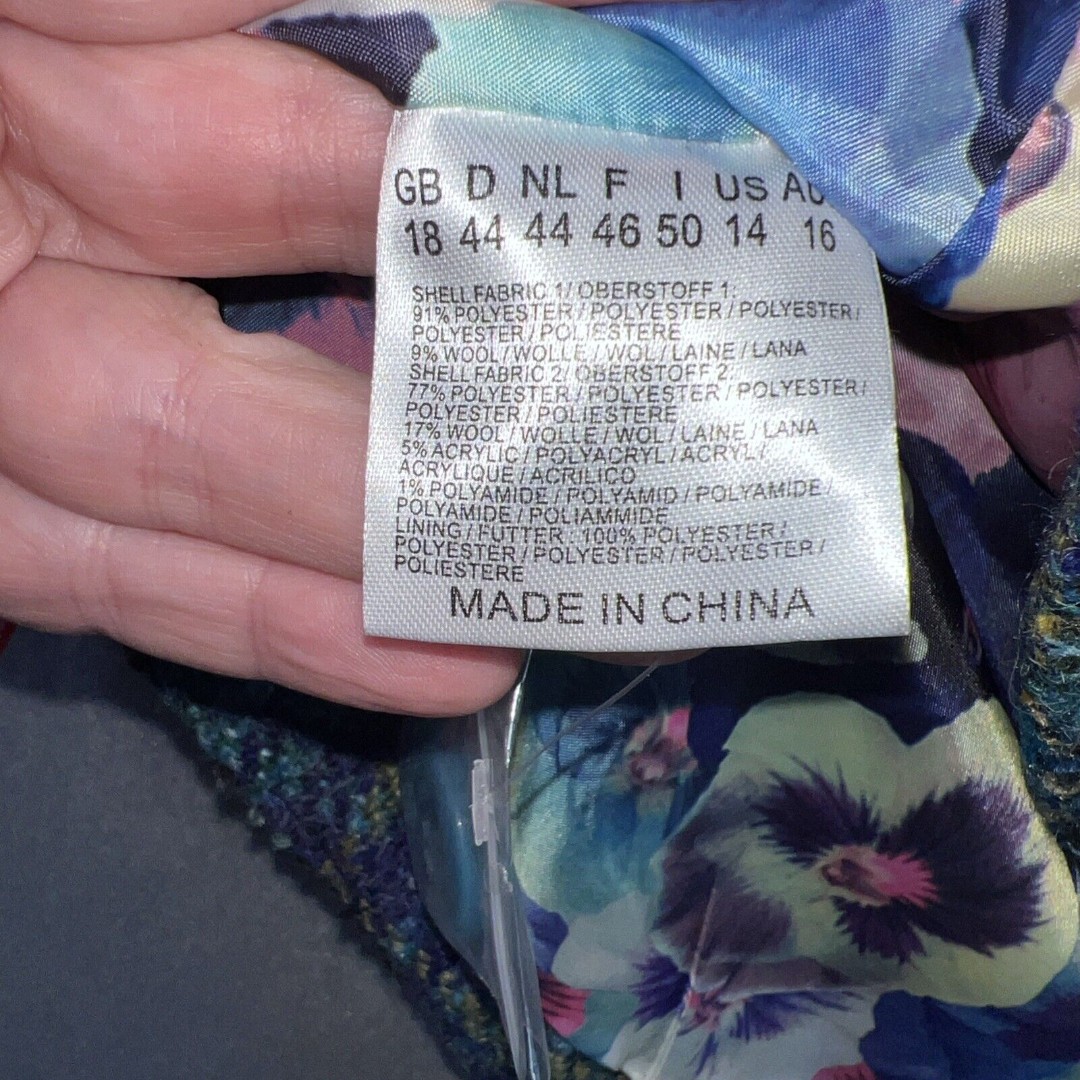 GB D NL F I US AU
18 44 44 46 50 14 16
SHELL FABRIC 1/ OBERSTOFF 1:
91% POLYESTER / POLYESTER / POLYESTER /
POLYESTER / POLIESTERE
9% WOOL / WOLLE / WOL / LAINE / LANA
SHELL FABRIC 2/ OBERSTOFF 2:
77% POLYESTER / POLYESTER / POLYESTER /
POLYESTER / POLIESTERE
17% WOOL / WOLLE / WOL / LAINE / LANA
5% ACRYLIC / POLYACRYL / ACRYL /
ACRYLIQUE / ACRILICO
1% POLYAMIDE / POLYAMID / POLYAMIDE /
POLYAMIDE / POLIAMMIDE
LINING / FUTTER : 100% POLYESTER /
POLYESTER / POLYESTER / POLYESTER /
POLIESTERE
MADE IN CHINA